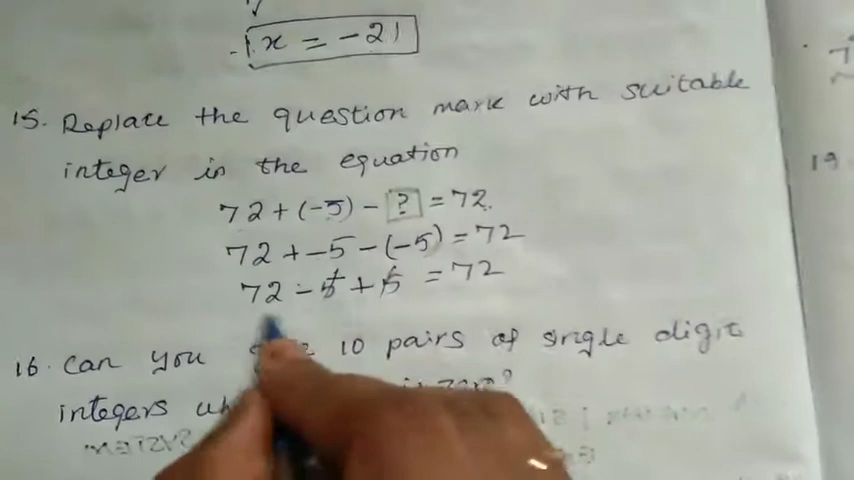 x = -21
15. Replace the question mark with suitable
integer in the equation
72 + (-5) - ? = 72.
72 + -5 - (-5) = 72
72 - 5 + 5 = 72
16. Can you 10 pairs of single digit
integers
19.